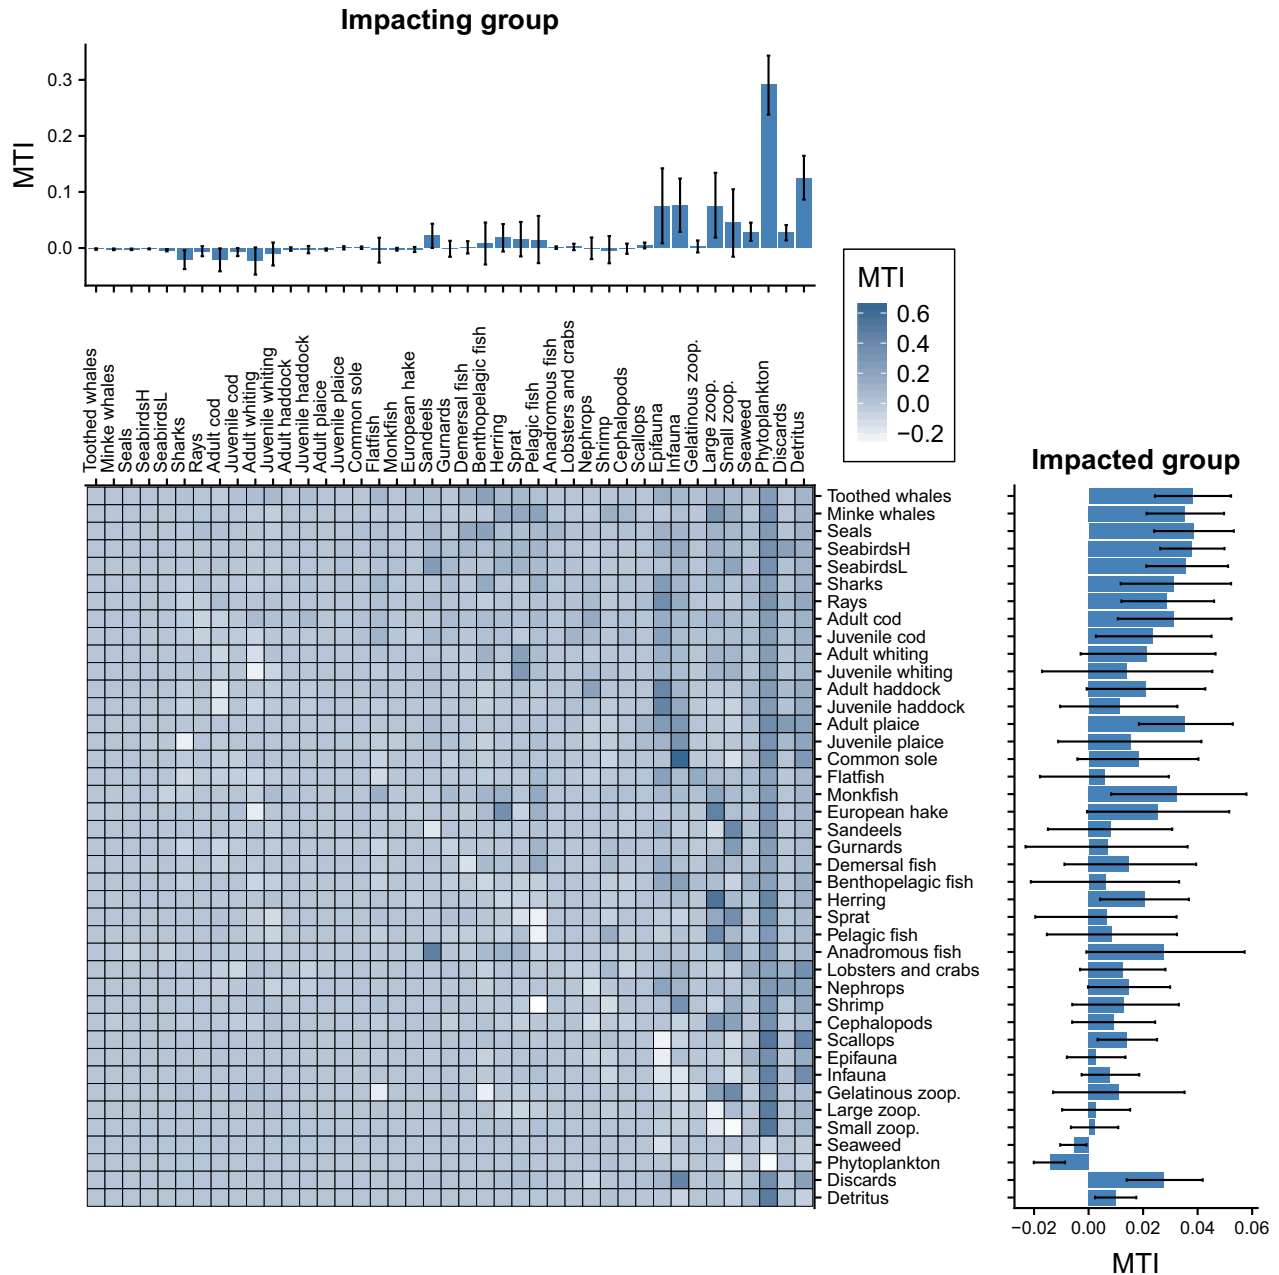 Impacting group
MTI
0.3
0.2
0.1
0.0
MTI
0.6
0.4
0.2
0.0
−0.2
Toothed whales
Minke whales
Seals
SeabirdsH
SeabirdsL
Sharks
Rays
Adult cod
Juvenile cod
Adult whiting
Juvenile whiting
Adult haddock
Juvenile haddock
Adult plaice
Juvenile plaice
Common sole
Flatfish
Monkfish
European hake
Sandeels
Gurnards
Demersal fish
Benthopelagic fish
Herring
Sprat
Pelagic fish
Anadromous fish
Lobsters and crabs
Nephrops
Shrimp
Cephalopods
Scallops
Epifauna
Infauna
Gelatinous zoop.
Large zoop.
Small zoop.
Seaweed
Phytoplankton
Discards
Detritus
Impacted group
Toothed whales
Minke whales
Seals
SeabirdsH
SeabirdsL
Sharks
Rays
Adult cod
Juvenile cod
Adult whiting
Juvenile whiting
Adult haddock
Juvenile haddock
Adult plaice
Juvenile plaice
Common sole
Flatfish
Monkfish
European hake
Sandeels
Gurnards
Demersal fish
Benthopelagic fish
Herring
Sprat
Pelagic fish
Anadromous fish
Lobsters and crabs
Nephrops
Shrimp
Cephalopods
Scallops
Epifauna
Infauna
Gelatinous zoop.
Large zoop.
Small zoop.
Seaweed
Phytoplankton
Discards
Detritus
−0.02 0.00 0.02 0.04 0.06
MTI